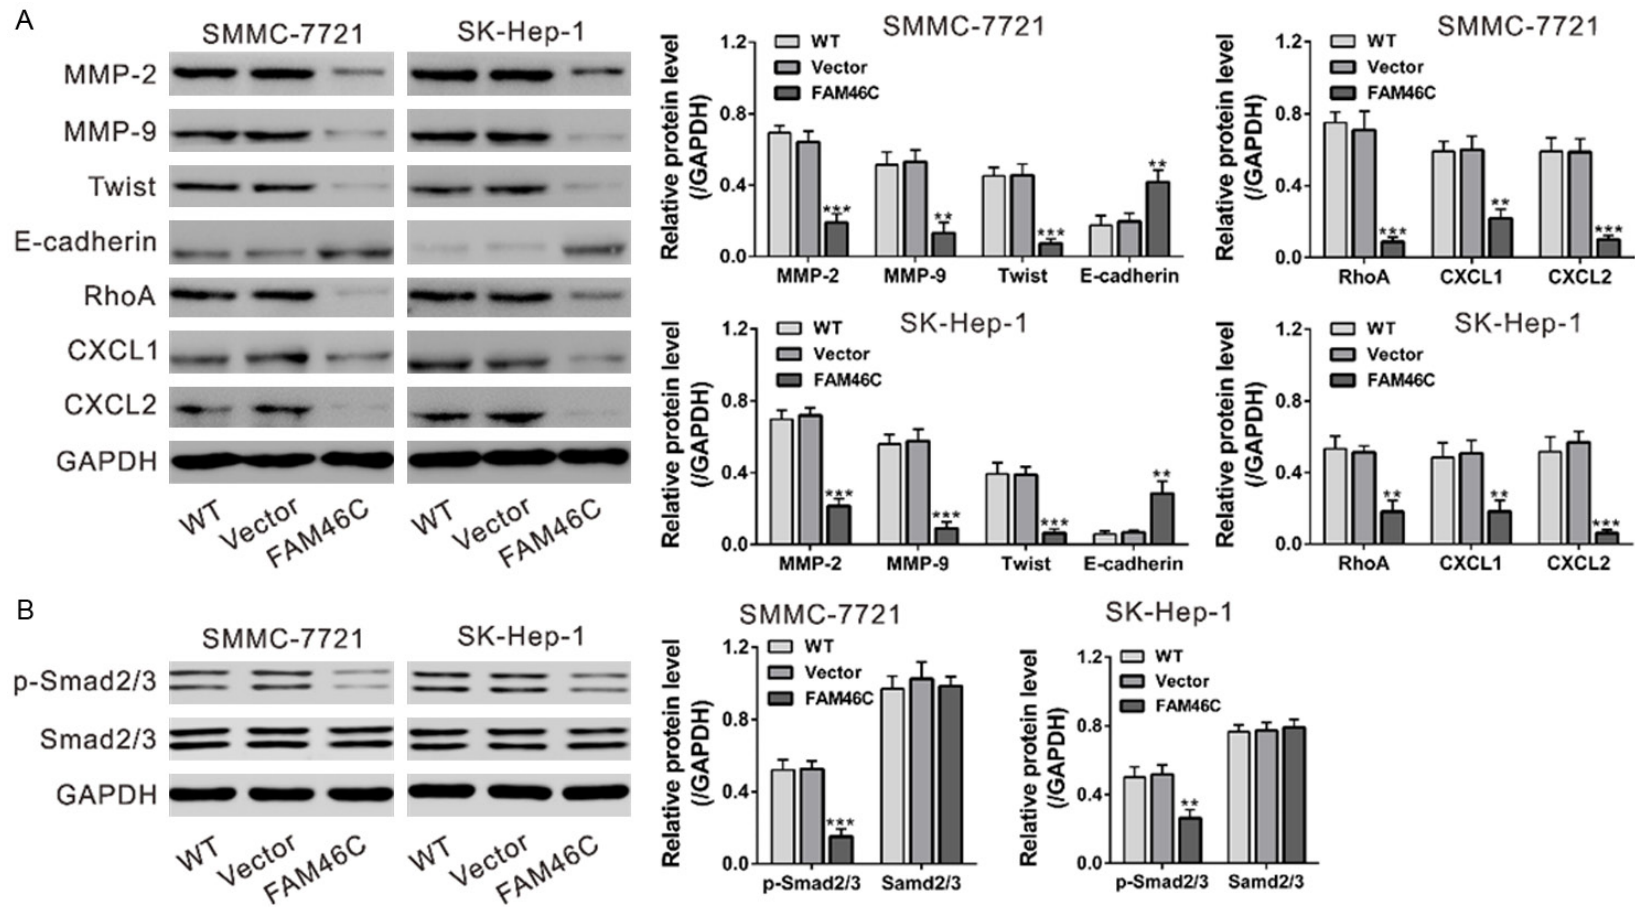 A
SMMC-7721
SK-Hep-1
MMP-2
MMP-9
Twist
E-cadherin
RhoA
CXCL1
CXCL2
GAPDH
WT
Vector
FAM46C
WT
Vector
FAM46C
SMMC-7721
Relative protein level
(/GAPDH)
1.2
0.8
0.4
0.0
WT
Vector
FAM46C
***
**
***
**
MMP-2
MMP-9
Twist
E-cadherin
SMMC-7721
Relative protein level
(/GAPDH)
1.2
0.8
0.4
0.0
WT
Vector
FAM46C
***
**
***
RhoA
CXCL1
CXCL2
SK-Hep-1
Relative protein level
(/GAPDH)
1.2
0.8
0.4
0.0
WT
Vector
FAM46C
***
***
***
**
MMP-2
MMP-9
Twist
E-cadherin
SK-Hep-1
Relative protein level
(/GAPDH)
1.2
0.8
0.4
0.0
WT
Vector
FAM46C
**
**
***
RhoA
CXCL1
CXCL2
B
SMMC-7721
SK-Hep-1
p-Smad2/3
Smad2/3
GAPDH
WT
Vector
FAM46C
WT
Vector
FAM46C
SMMC-7721
Relative protein level
(/GAPDH)
1.2
0.8
0.4
0.0
WT
Vector
FAM46C
***
p-Smad2/3
Samd2/3
SK-Hep-1
Relative protein level
(/GAPDH)
1.2
0.8
0.4
0.0
WT
Vector
FAM46C
**
p-Smad2/3
Samd2/3